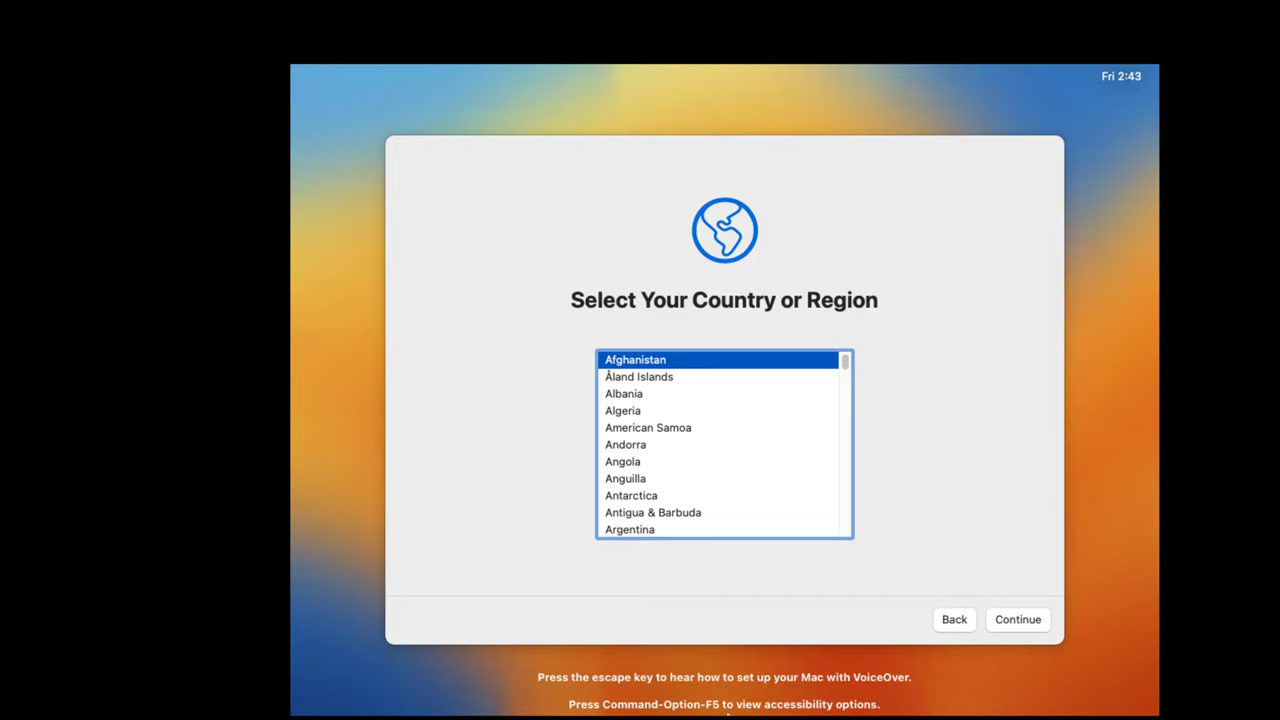 Fri 2:43
Select Your Country or Region
Afghanistan
Åland Islands
Albania
Algeria
American Samoa
Andorra
Angola
Anguilla
Antarctica
Antigua & Barbuda
Argentina
Back
Continue
Press the escape key to hear how to set up your Mac with VoiceOver.
Press Command-Option-F5 to view accessibility options.